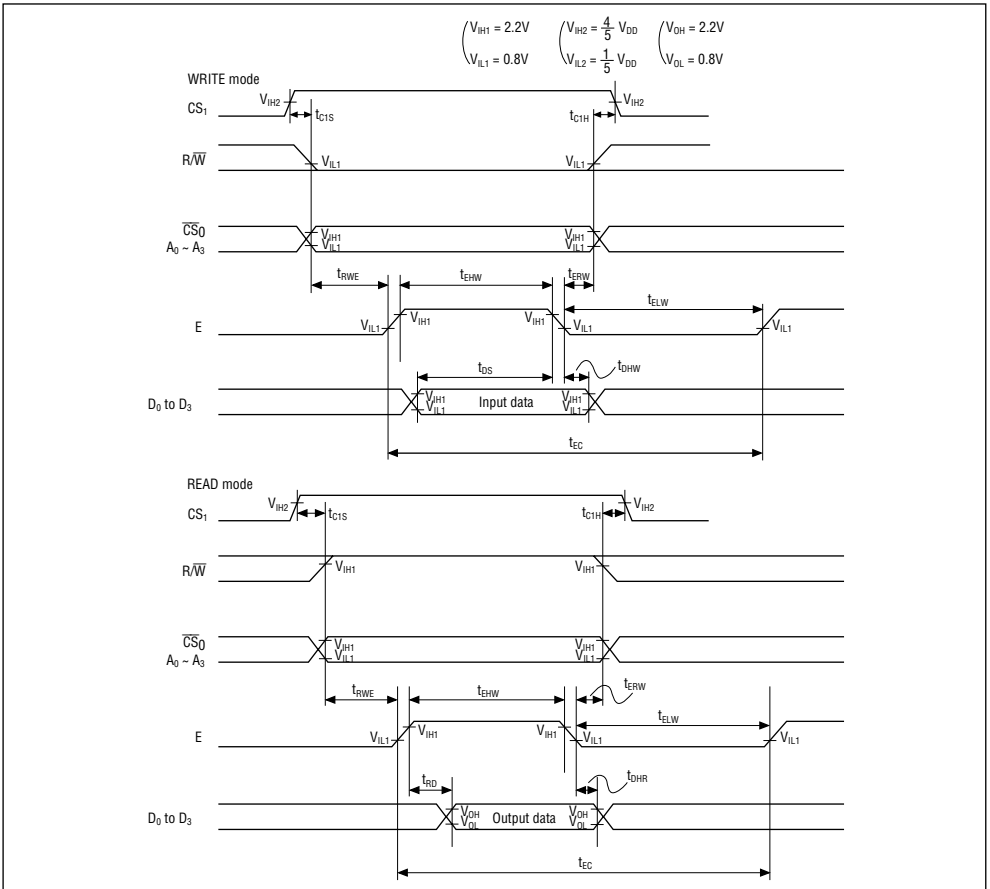 V_IH1 = 2.2V V_IH2 = 4/5 V_DD V_OH = 2.2V
V_IL1 = 0.8V V_IL2 = 1/5 V_DD V_OL = 0.8V
WRITE mode
CS₁ V_IH2 t_C1S t_C1H V_IH2
R/W̅ V_IL1 V_IL1
C̅S̅0 V_IH1 V_IH1
A₀ ~ A₃ V_IL1 V_IL1
t_RWE t_EHW t_ERW t_ELW
E V_IL1 V_IH1 V_IH1 V_IL1 V_IL1
t_DS t_DHW
D₀ to D₃ V_IH1 V_IL1 Input data V_IH1 V_IL1
t_EC
READ mode
CS₁ V_IH2 t_C1S t_C1H V_IH2
R/W̅ V_IH1 V_IH1
C̅S̅0 V_IH1 V_IH1
A₀ ~ A₃ V_IL1 V_IL1
t_RWE t_EHW t_ERW t_ELW
E V_IL1 V_IH1 V_IH1 V_IL1 V_IL1
t_RD t_DHR
D₀ to D₃ V_OH V_OL Output data V_OH V_OL
t_EC